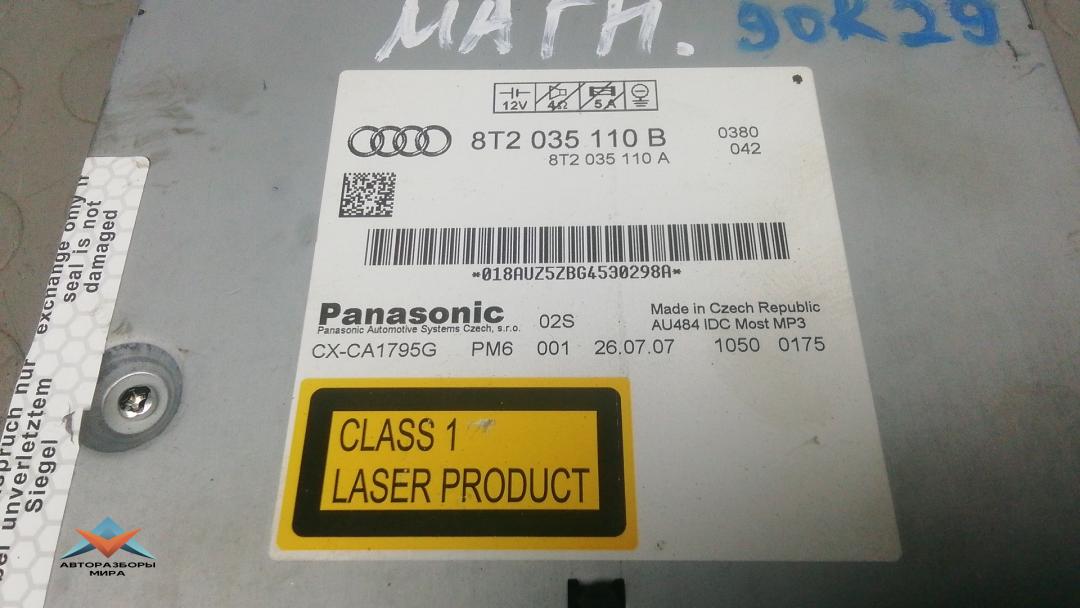 МАГН. 90К29
12V 4Ω 5A
8T2 035 110 B 0380
8T2 035 110 A 042
*018AUZ5ZBG4530298A*
Panasonic
Panasonic Automotive Systems Czech, s.r.o.
02S
Made in Czech Republic
AU484 IDC Most MP3
CX-CA1795G PM6 001 26.07.07 1050 0175
CLASS 1
LASER PRODUCT
exchange only if
seal is not
damaged
nur
bei unverletztem
Siegel
АВТОРАЗБОРЫ
МИРА